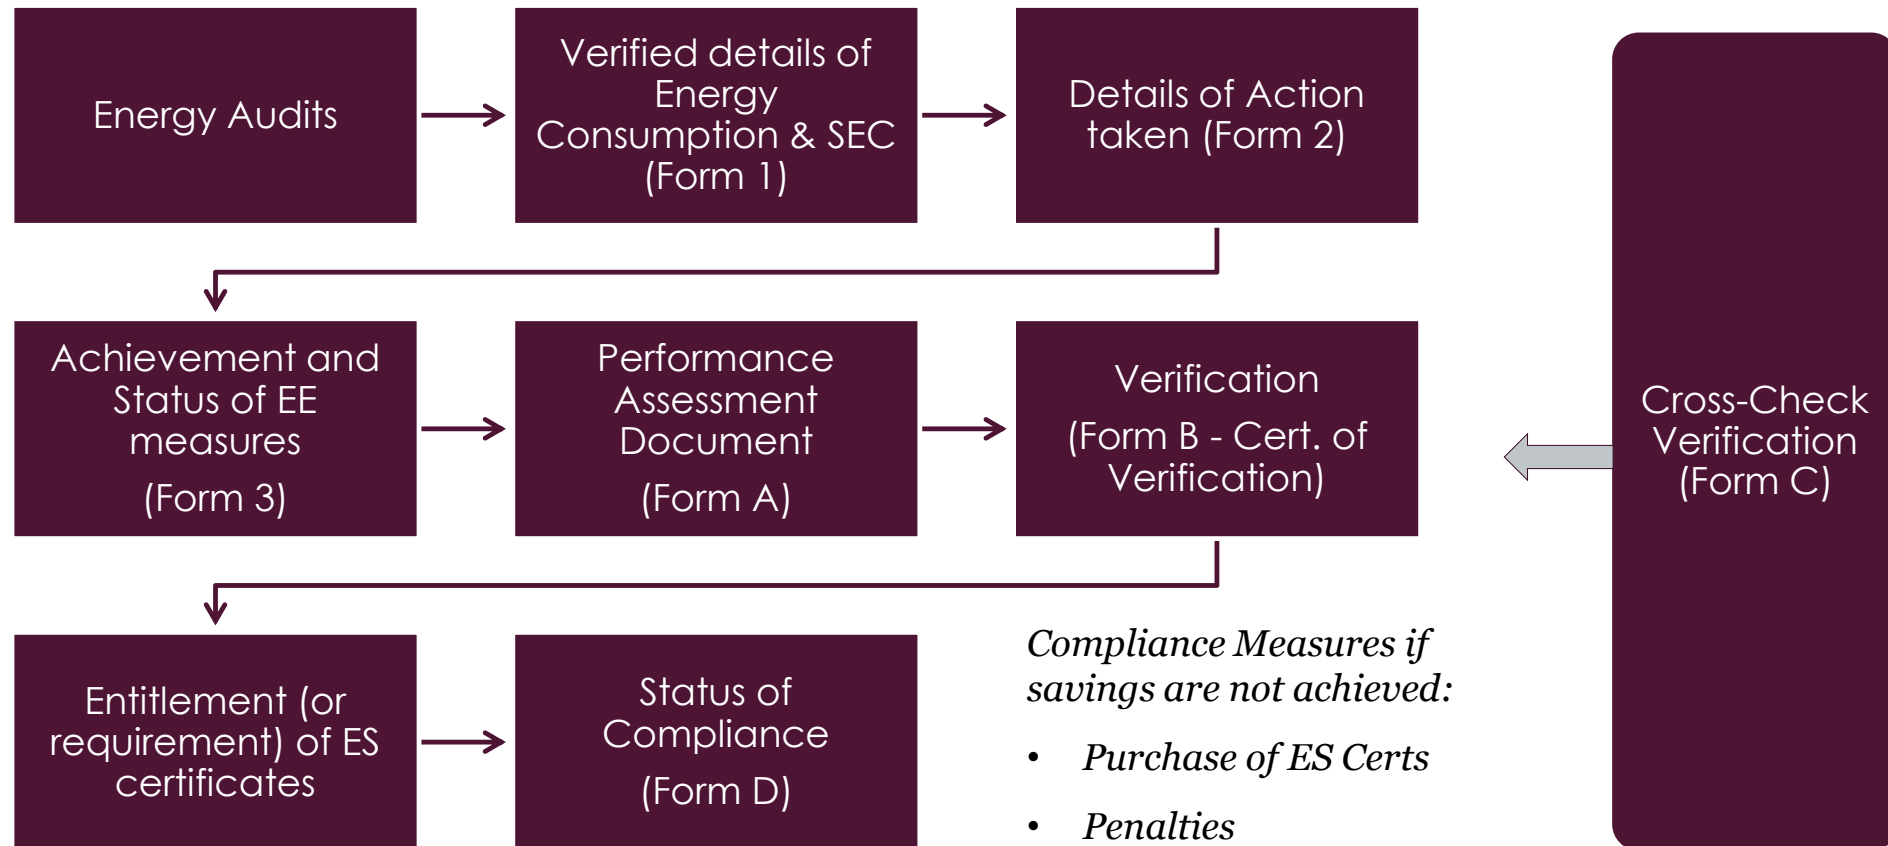 Energy Audits
Verified details of
Energy
Consumption & SEC
(Form 1)
Details of Action
taken (Form 2)
Achievement and
Status of EE
measures
(Form 3)
Performance
Assessment
Document
(Form A)
Verification
(Form B - Cert. of
Verification)
Entitlement (or
requirement) of ES
certificates
Status of
Compliance
(Form D)
Compliance Measures if
savings are not achieved:
• Purchase of ES Certs
• Penalties
Cross-Check
Verification
(Form C)